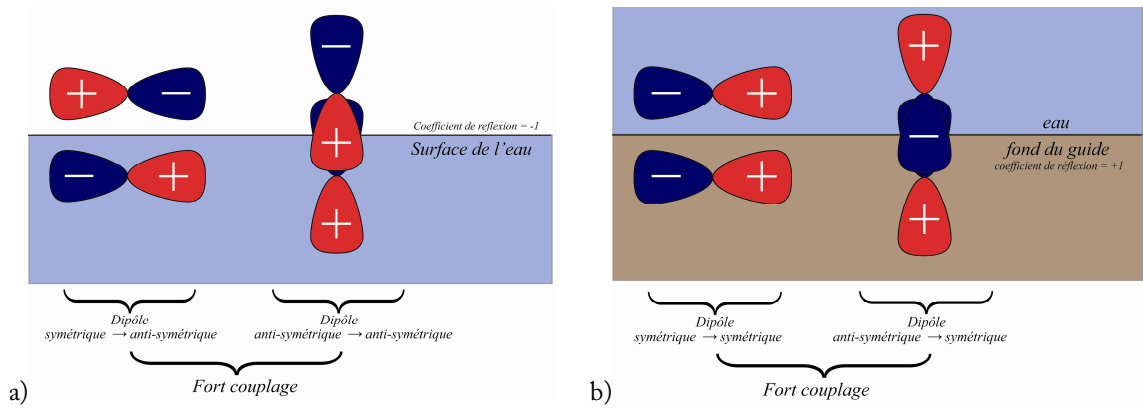 + −
−
Coefficient de reflexion = -1
+
Surface de l'eau
− +
+
Dipôle
symétrique → anti-symétrique
Dipôle
anti-symétrique → anti-symétrique
Fort couplage
a)
+
− +
eau
−
fond du guide
coefficient de réflexion = +1
− +
+
Dipôle
symétrique → symétrique
Dipôle
anti-symétrique → symétrique
Fort couplage
b)